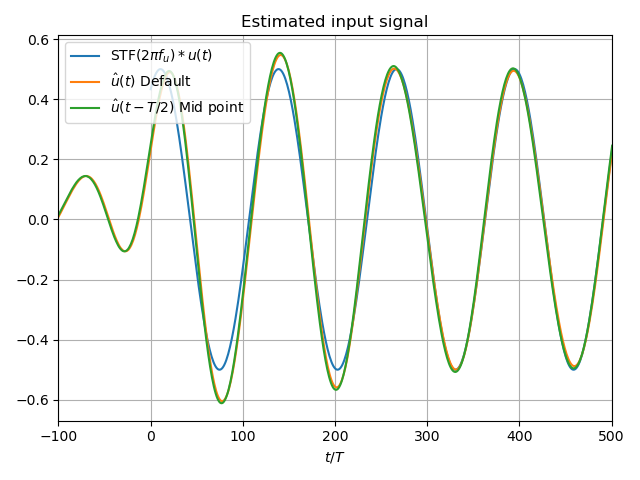 Estimated input signal
STF(2πf_u) * u(t)
û(t) Default
û(t − T/2) Mid point
0.6
0.4
0.2
0.0
−0.2
−0.4
−0.6
−100 0 100 200 300 400 500
t/T